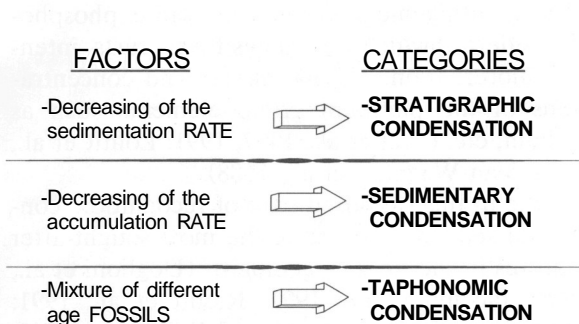 FACTORS
CATEGORIES
-Decreasing of the
sedimentation RATE
-STRATIGRAPHIC
CONDENSATION
-Decreasing of the
accumulation RATE
-SEDIMENTARY
CONDENSATION
-Mixture of different
age FOSSILS
-TAPHONOMIC
CONDENSATION